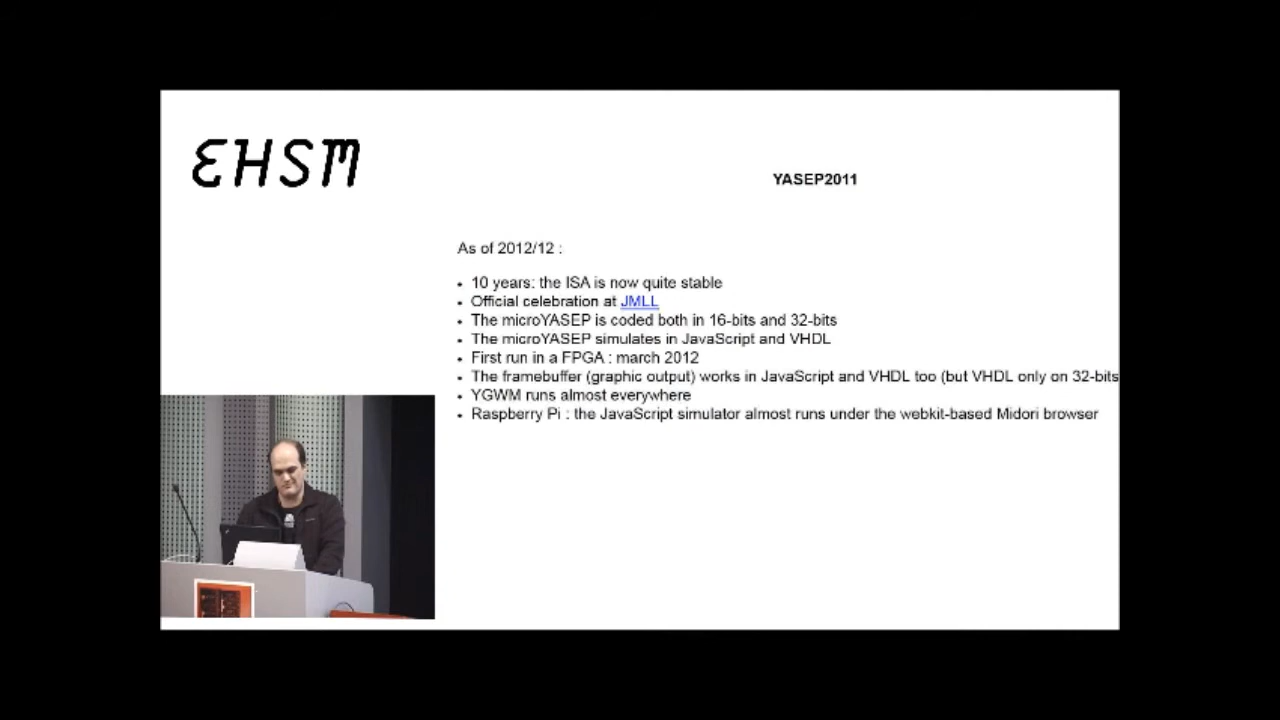 EHSM
YASEP2011
As of 2012/12 :
• 10 years: the ISA is now quite stable
• Official celebration at JMLL
• The microYASEP is coded both in 16-bits and 32-bits
• The microYASEP simulates in JavaScript and VHDL
• First run in a FPGA : march 2012
• The framebuffer (graphic output) works in JavaScript and VHDL too (but VHDL only on 32-bits
• YGWM runs almost everywhere
• Raspberry Pi : the JavaScript simulator almost runs under the webkit-based Midori browser